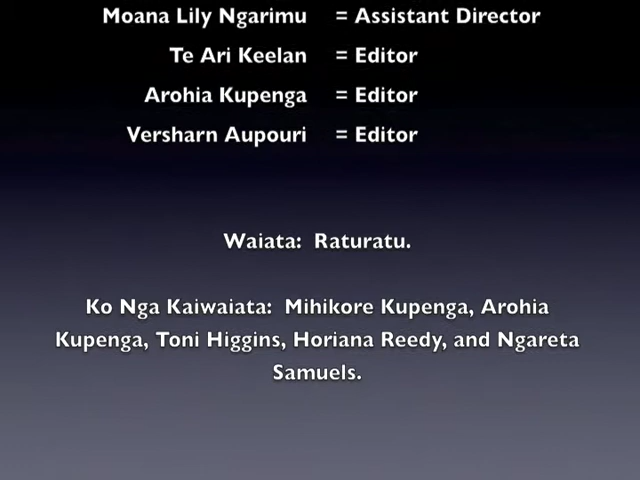 Moana Lily Ngarimu = Assistant Director
Te Ari Keelan = Editor
Arohia Kupenga = Editor
Versharn Aupouri = Editor
Waiata: Raturatu.
Ko Nga Kaiwaiata: Mihikore Kupenga, Arohia
Kupenga, Toni Higgins, Horiana Reedy, and Ngareta
Samuels.